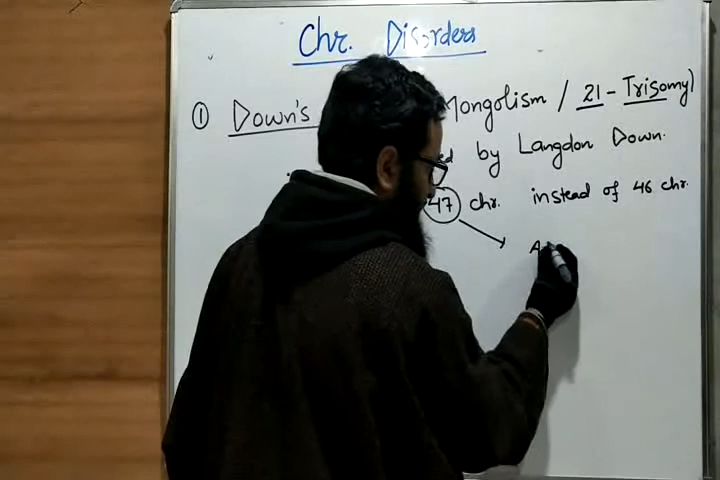 Chr. Disorders
① Down's Mongolism / 21 - Trisomy)
by Langdon Down.
47 chr. instead of 46 chr.
A